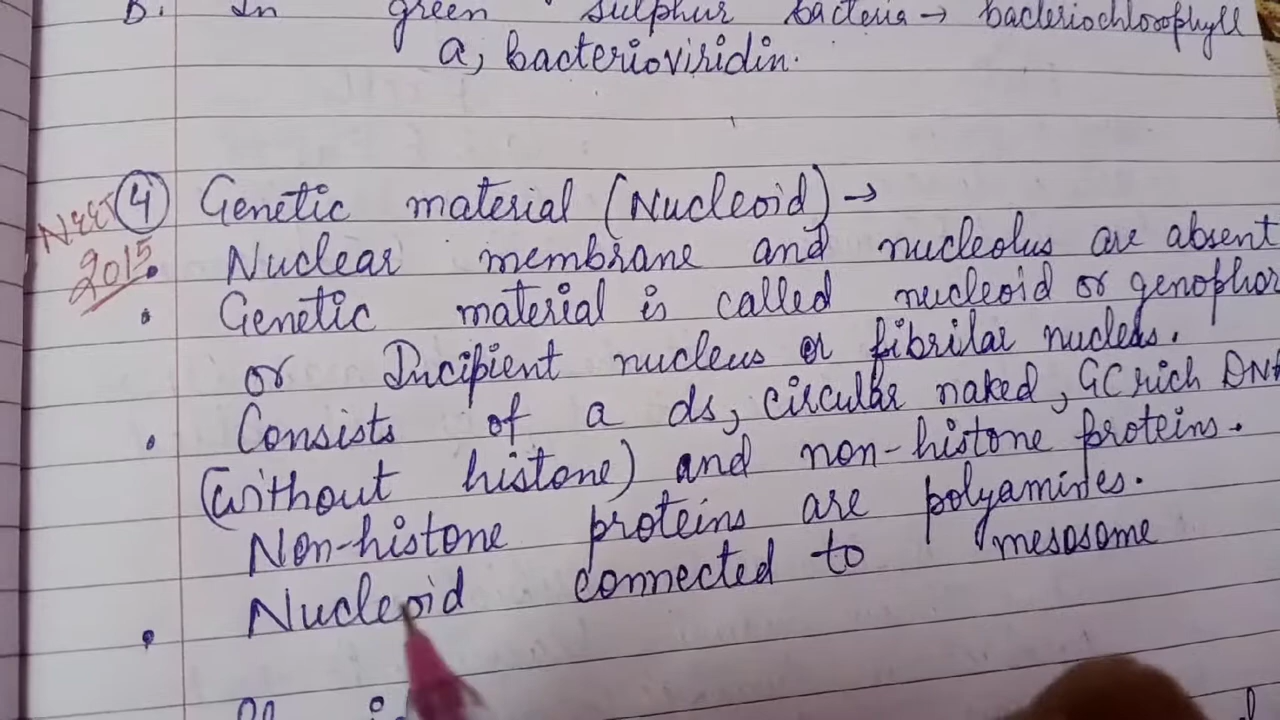 B. In green sulphur bacteria → bacteriochlorophyll
a, bacterioviridin.
NEET 2015
④ Genetic material (Nucleoid) →
• Nuclear membrane and nucleolus are absent
• Genetic material is called nucleoid or genophor
or Incipient nucleus or fibrilar nucleus.
• Consists of a ds, circular naked, GC rich DNA
(without histone) and non-histone proteins.
Non-histone proteins are polyamines.
• Nucleoid connected to mesosome